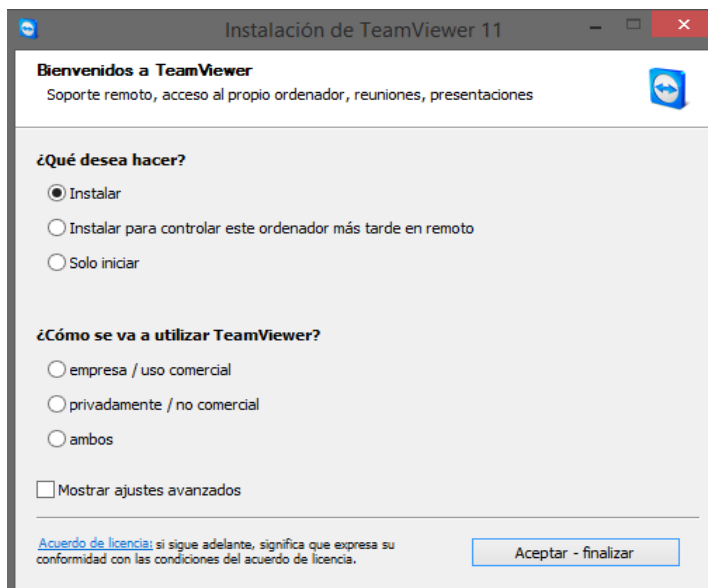 Instalación de TeamViewer 11
Bienvenidos a TeamViewer
Soporte remoto, acceso al propio ordenador, reuniones, presentaciones
¿Qué desea hacer?
Instalar
Instalar para controlar este ordenador más tarde en remoto
Solo iniciar
¿Cómo se va a utilizar TeamViewer?
empresa / uso comercial
privadamente / no comercial
ambos
Mostrar ajustes avanzados
Acuerdo de licencia: si sigue adelante, significa que expresa su
conformidad con las condiciones del acuerdo de licencia.
Aceptar - finalizar